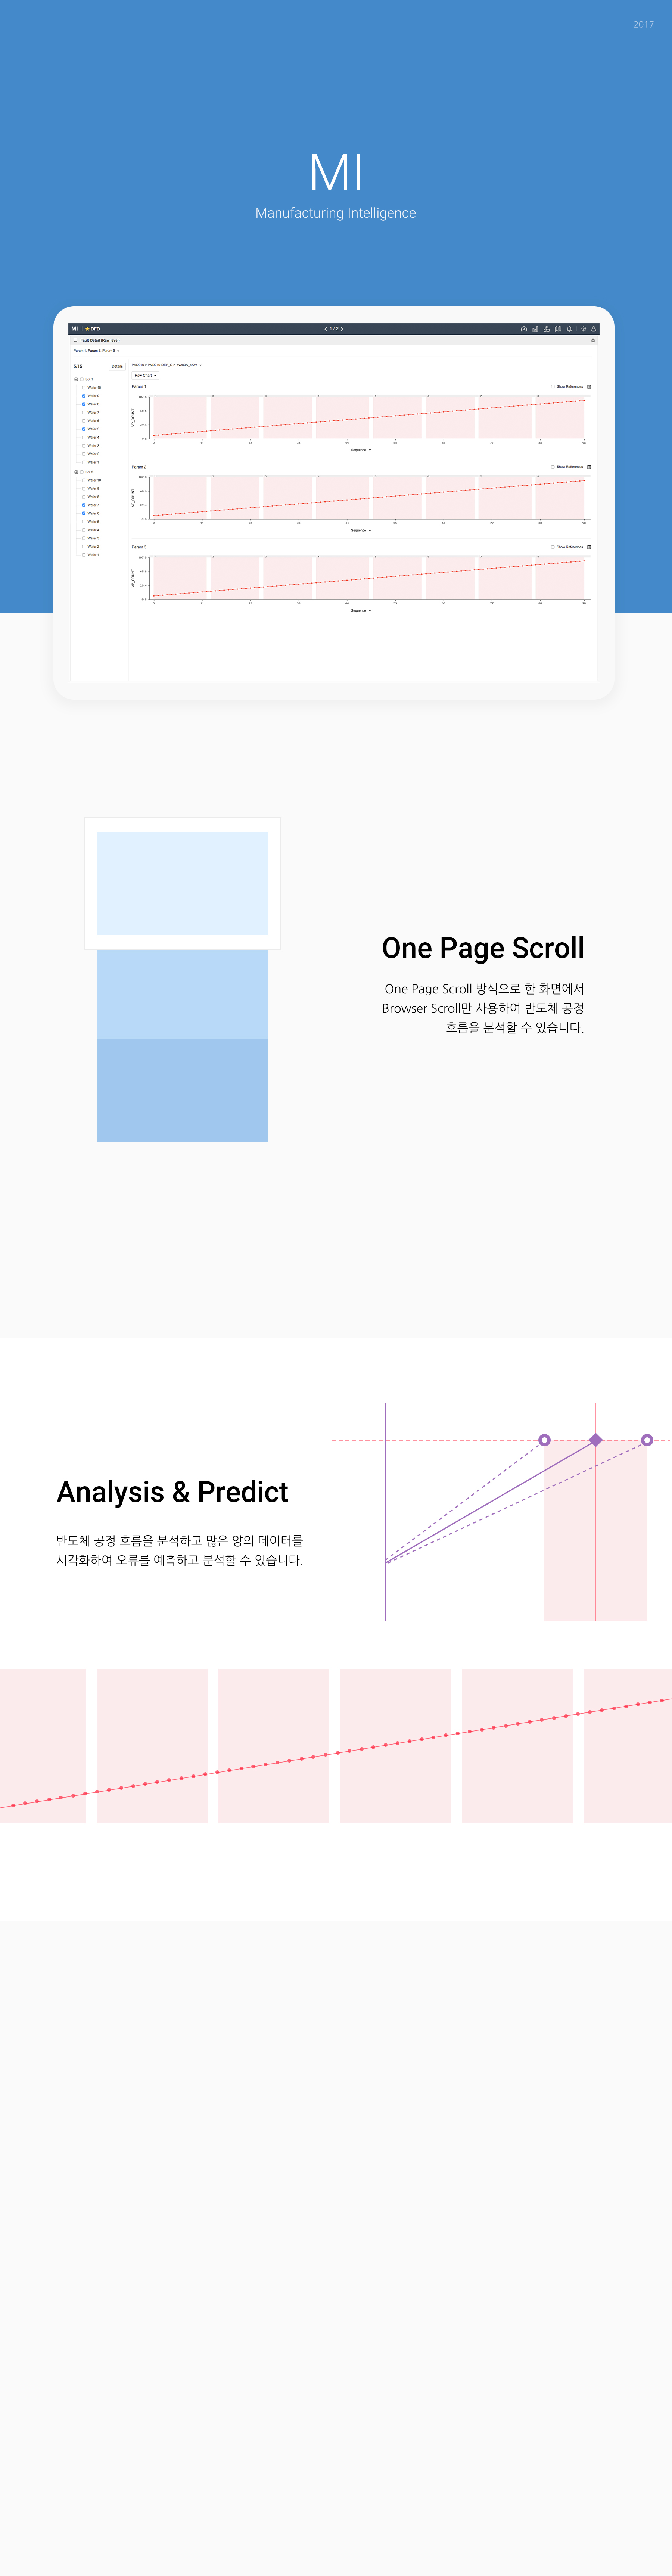 2017
MI
Manufacturing Intelligence
MI DFD 1 / 2
Fault Detail (Raw level)
Param 1, Param 7, Param 9
5/15 Details
Lot 1
Wafer 10
Wafer 9
Wafer 8
Wafer 7
Wafer 6
Wafer 5
Wafer 4
Wafer 3
Wafer 2
Wafer 1
Lot 2
Wafer 10
Wafer 9
Wafer 8
Wafer 7
Wafer 6
Wafer 5
Wafer 4
Wafer 3
Wafer 2
Wafer 1
Raw Chart
Param 1 Show References
VP_COUNT
Sequence
Param 2 Show References
VP_COUNT
Sequence
Param 3 Show References
VP_COUNT
Sequence
One Page Scroll
One Page Scroll 방식으로 한 화면에서
Browser Scroll만 사용하여 반도체 공정
흐름을 분석할 수 있습니다.
Analysis & Predict
반도체 공정 흐름을 분석하고 많은 양의 데이터를
시각화하여 오류를 예측하고 분석할 수 있습니다.